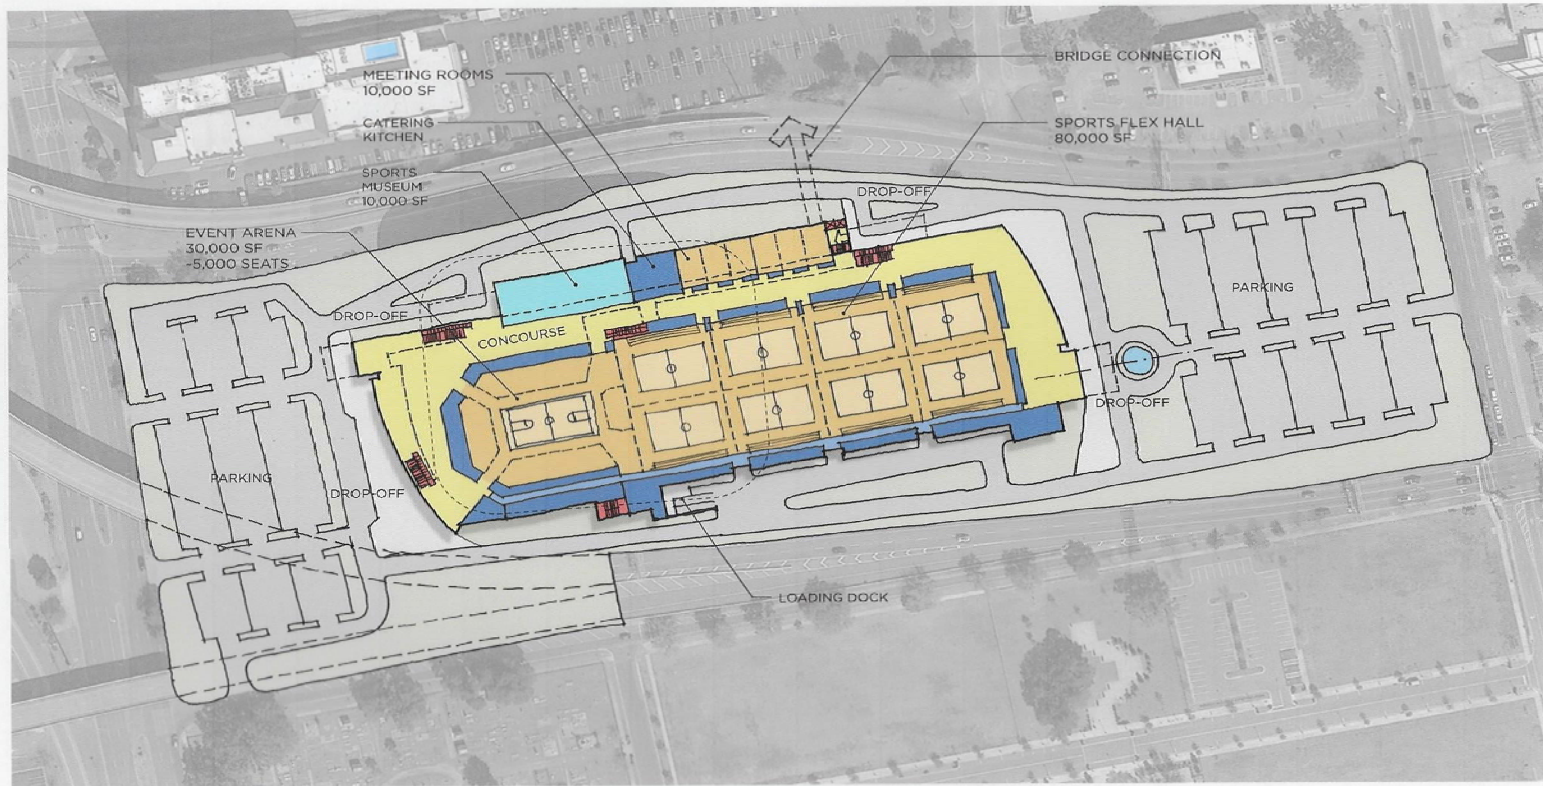 MEETING ROOMS
10,000 SF
CATERING
KITCHEN
SPORTS
MUSEUM
10,000 SF
EVENT ARENA
30,000 SF
-5,000 SEATS
BRIDGE CONNECTION
SPORTS FLEX HALL
80,000 SF
DROP-OFF
DROP-OFF
CONCOURSE
PARKING
DROP-OFF
PARKING
DROP-OFF
LOADING DOCK